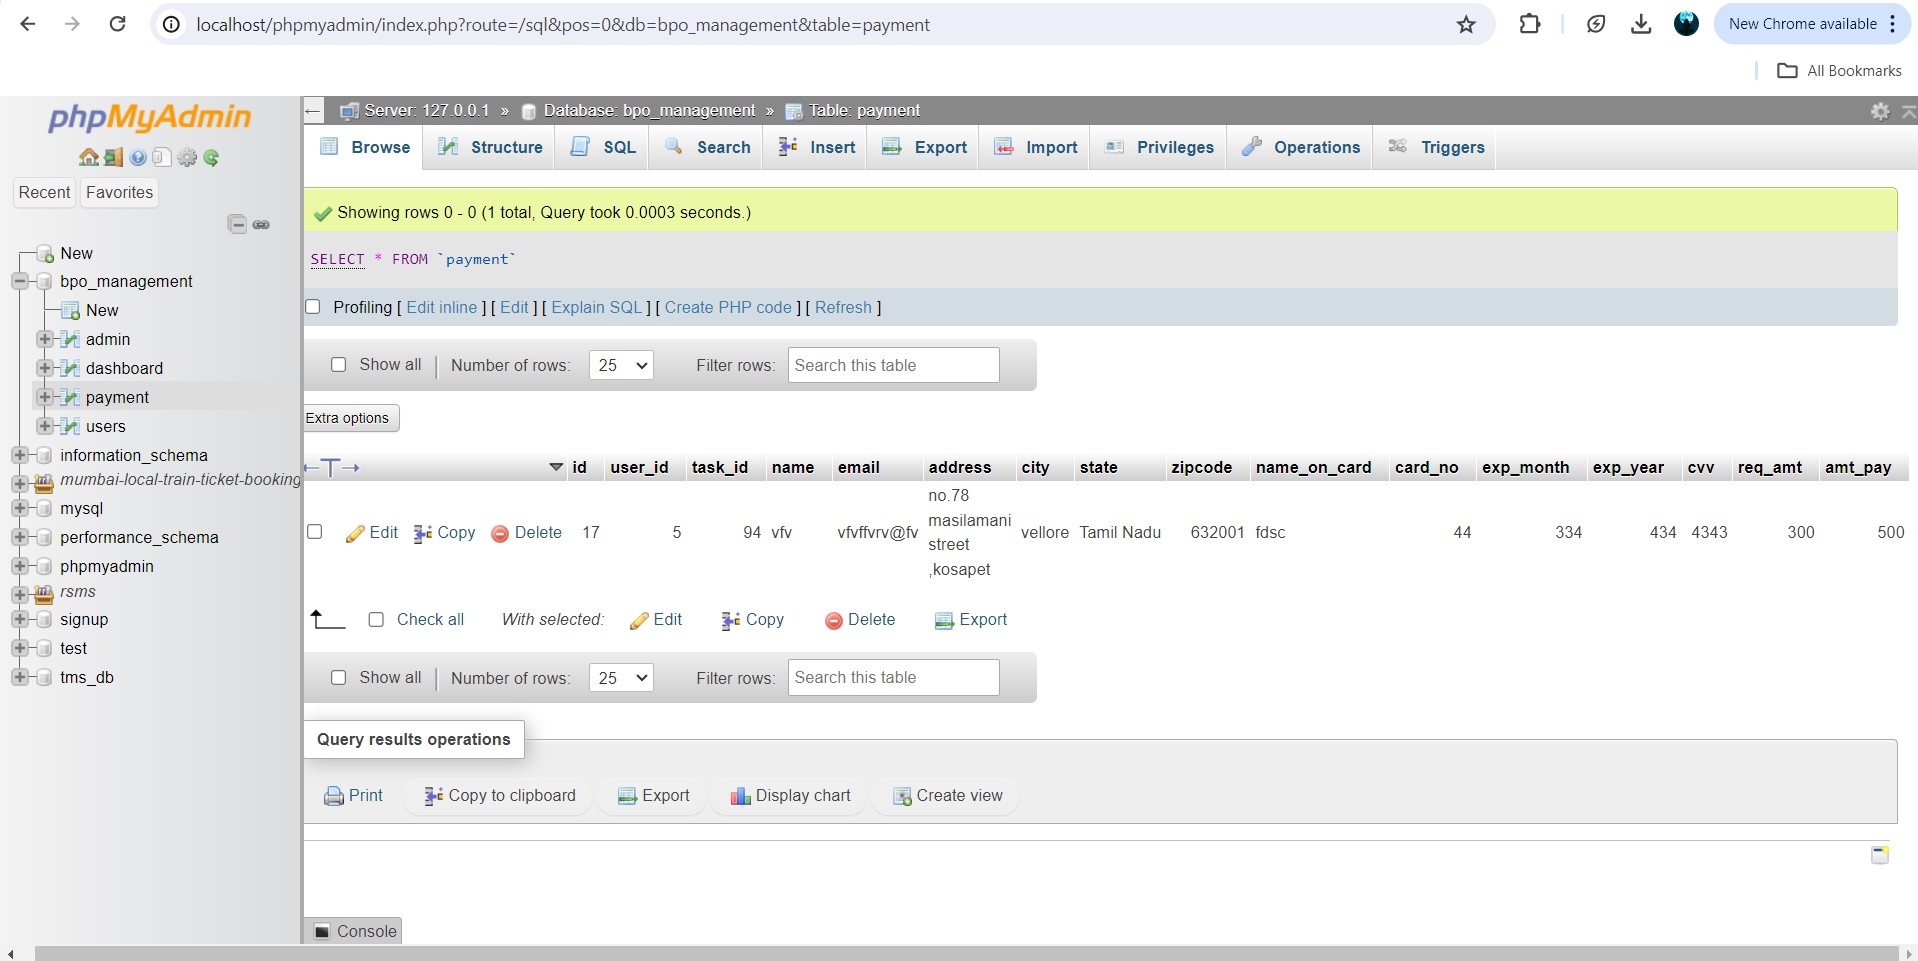 localhost/phpmyadmin/index.php?route=/sql&pos=0&db=bpo_management&table=payment
New Chrome available
All Bookmarks
phpMyAdmin
Recent Favorites
New
bpo_management
New
admin
dashboard
payment
users
information_schema
mumbai-local-train-ticket-booking
mysql
performance_schema
phpmyadmin
rsms
signup
test
tms_db
Server: 127.0.0.1 » Database: bpo_management » Table: payment
Browse Structure SQL Search Insert Export Import Privileges Operations Triggers
Showing rows 0 - 0 (1 total, Query took 0.0003 seconds.)
SELECT * FROM `payment`
Profiling [ Edit inline ] [ Edit ] [ Explain SQL ] [ Create PHP code ] [ Refresh ]
Show all Number of rows: 25 Filter rows: Search this table
Extra options
←T→ id user_id task_id name email address city state zipcode name_on_card card_no exp_month exp_year cvv req_amt amt_pay
no.78
masilamani
Edit Copy Delete 17 5 94 vfv vfvffvrv@fv vellore Tamil Nadu 632001 fdsc 44 334 434 4343 300 500
street
,kosapet
Check all With selected: Edit Copy Delete Export
Show all Number of rows: 25 Filter rows: Search this table
Query results operations
Print Copy to clipboard Export Display chart Create view
Console